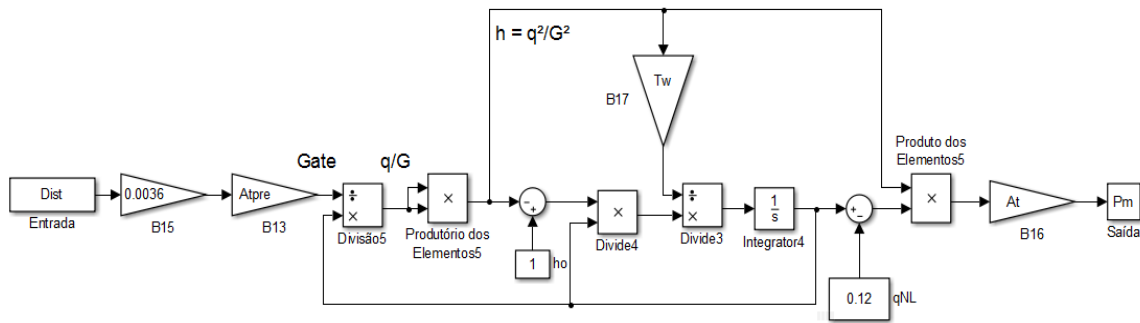 h = q²/G²
Tw
B17
Gate
q/G
Produto dos
Elementos5
Dist
Entrada
0.0036
B15
Atpre
B13
÷
×
Divisão5
×
Produtório dos
Elementos5
-
+
1
ho
×
Divide4
÷
×
Divide3
1
s
Integrator4
+
-
0.12
qNL
×
At
B16
Pm
Saída